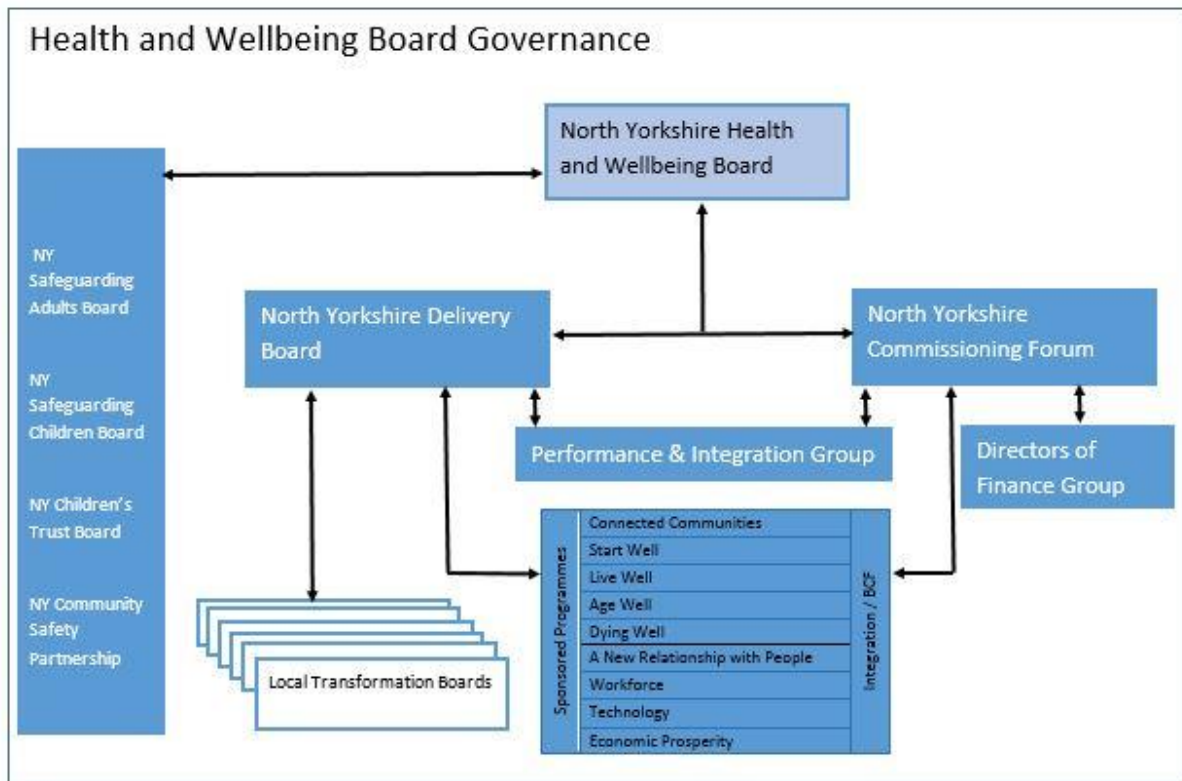 Health and Wellbeing Board Governance
North Yorkshire Health
and Wellbeing Board
NY
Safeguarding
Adults Board
NY
Safeguarding
Children Board
NY Children's
Trust Board
NY Community
Safety
Partnership
North Yorkshire Delivery
Board
North Yorkshire
Commissioning Forum
Performance & Integration Group
Directors of
Finance Group
Local Transformation Boards
Sponsored Programmes
Connected Communities
Start Well
Live Well
Age Well
Dying Well
A New Relationship with People
Workforce
Technology
Economic Prosperity
Integration / BCF